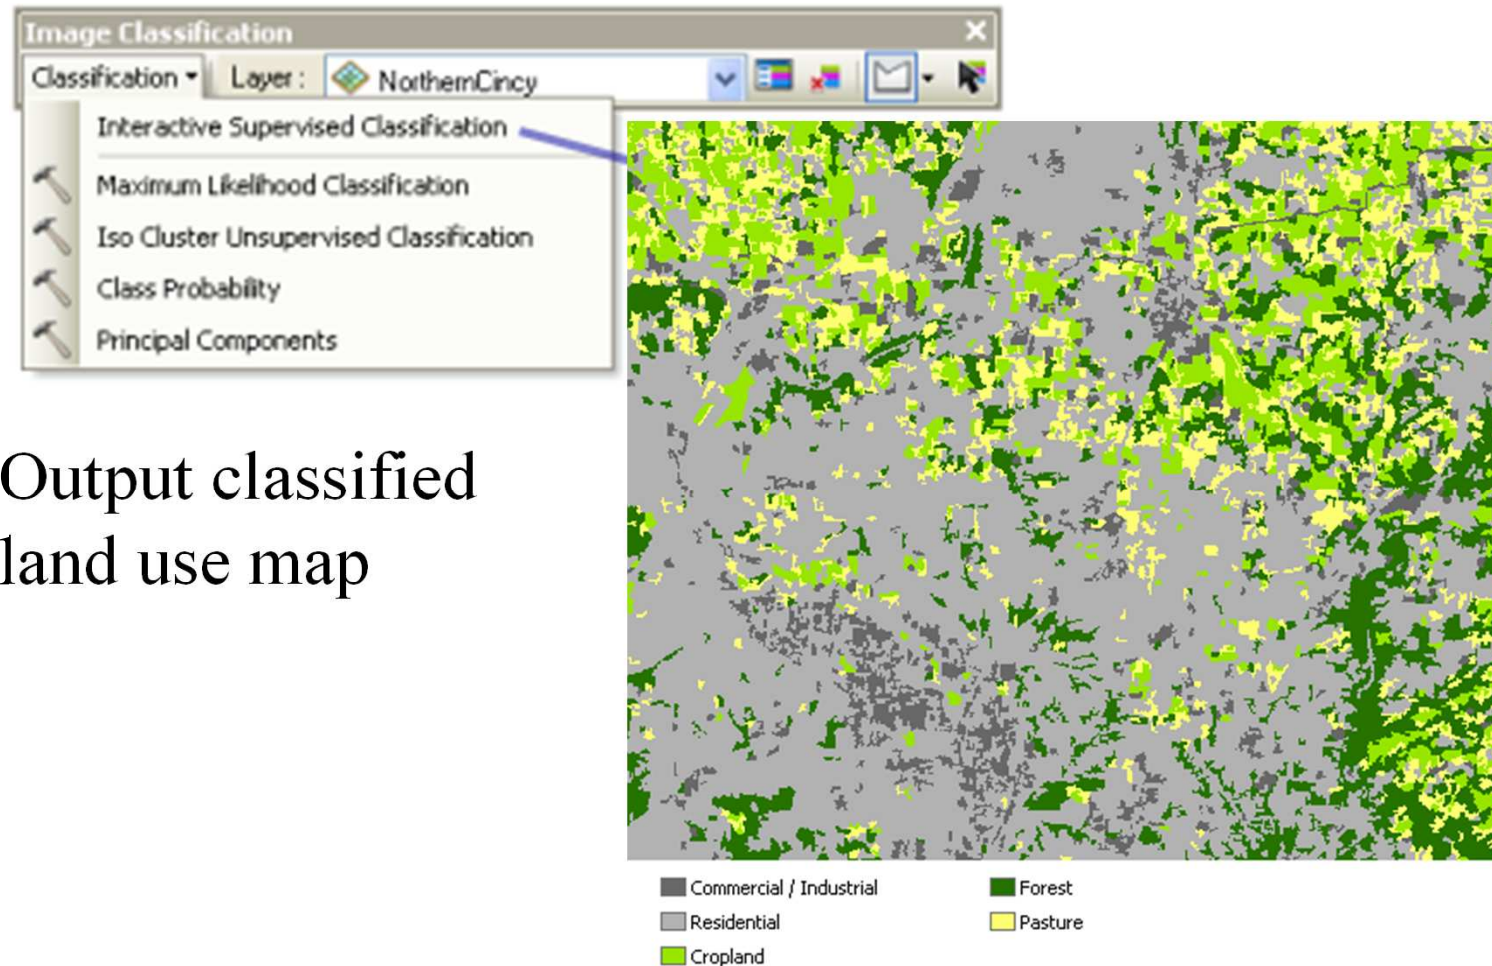 Image Classification
Classification Layer : NorthernCincy
Interactive Supervised Classification
Maximum Likelihood Classification
Iso Cluster Unsupervised Classification
Class Probability
Principal Components
Output classified
land use map
Commercial / Industrial
Residential
Cropland
Forest
Pasture